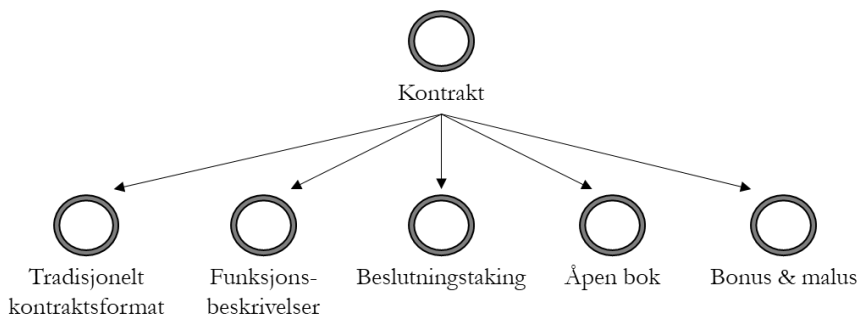 Kontrakt
Tradisjonelt
kontraktsformat
Funksjons-
beskrivelser
Beslutningstaking
Åpen bok
Bonus & malus